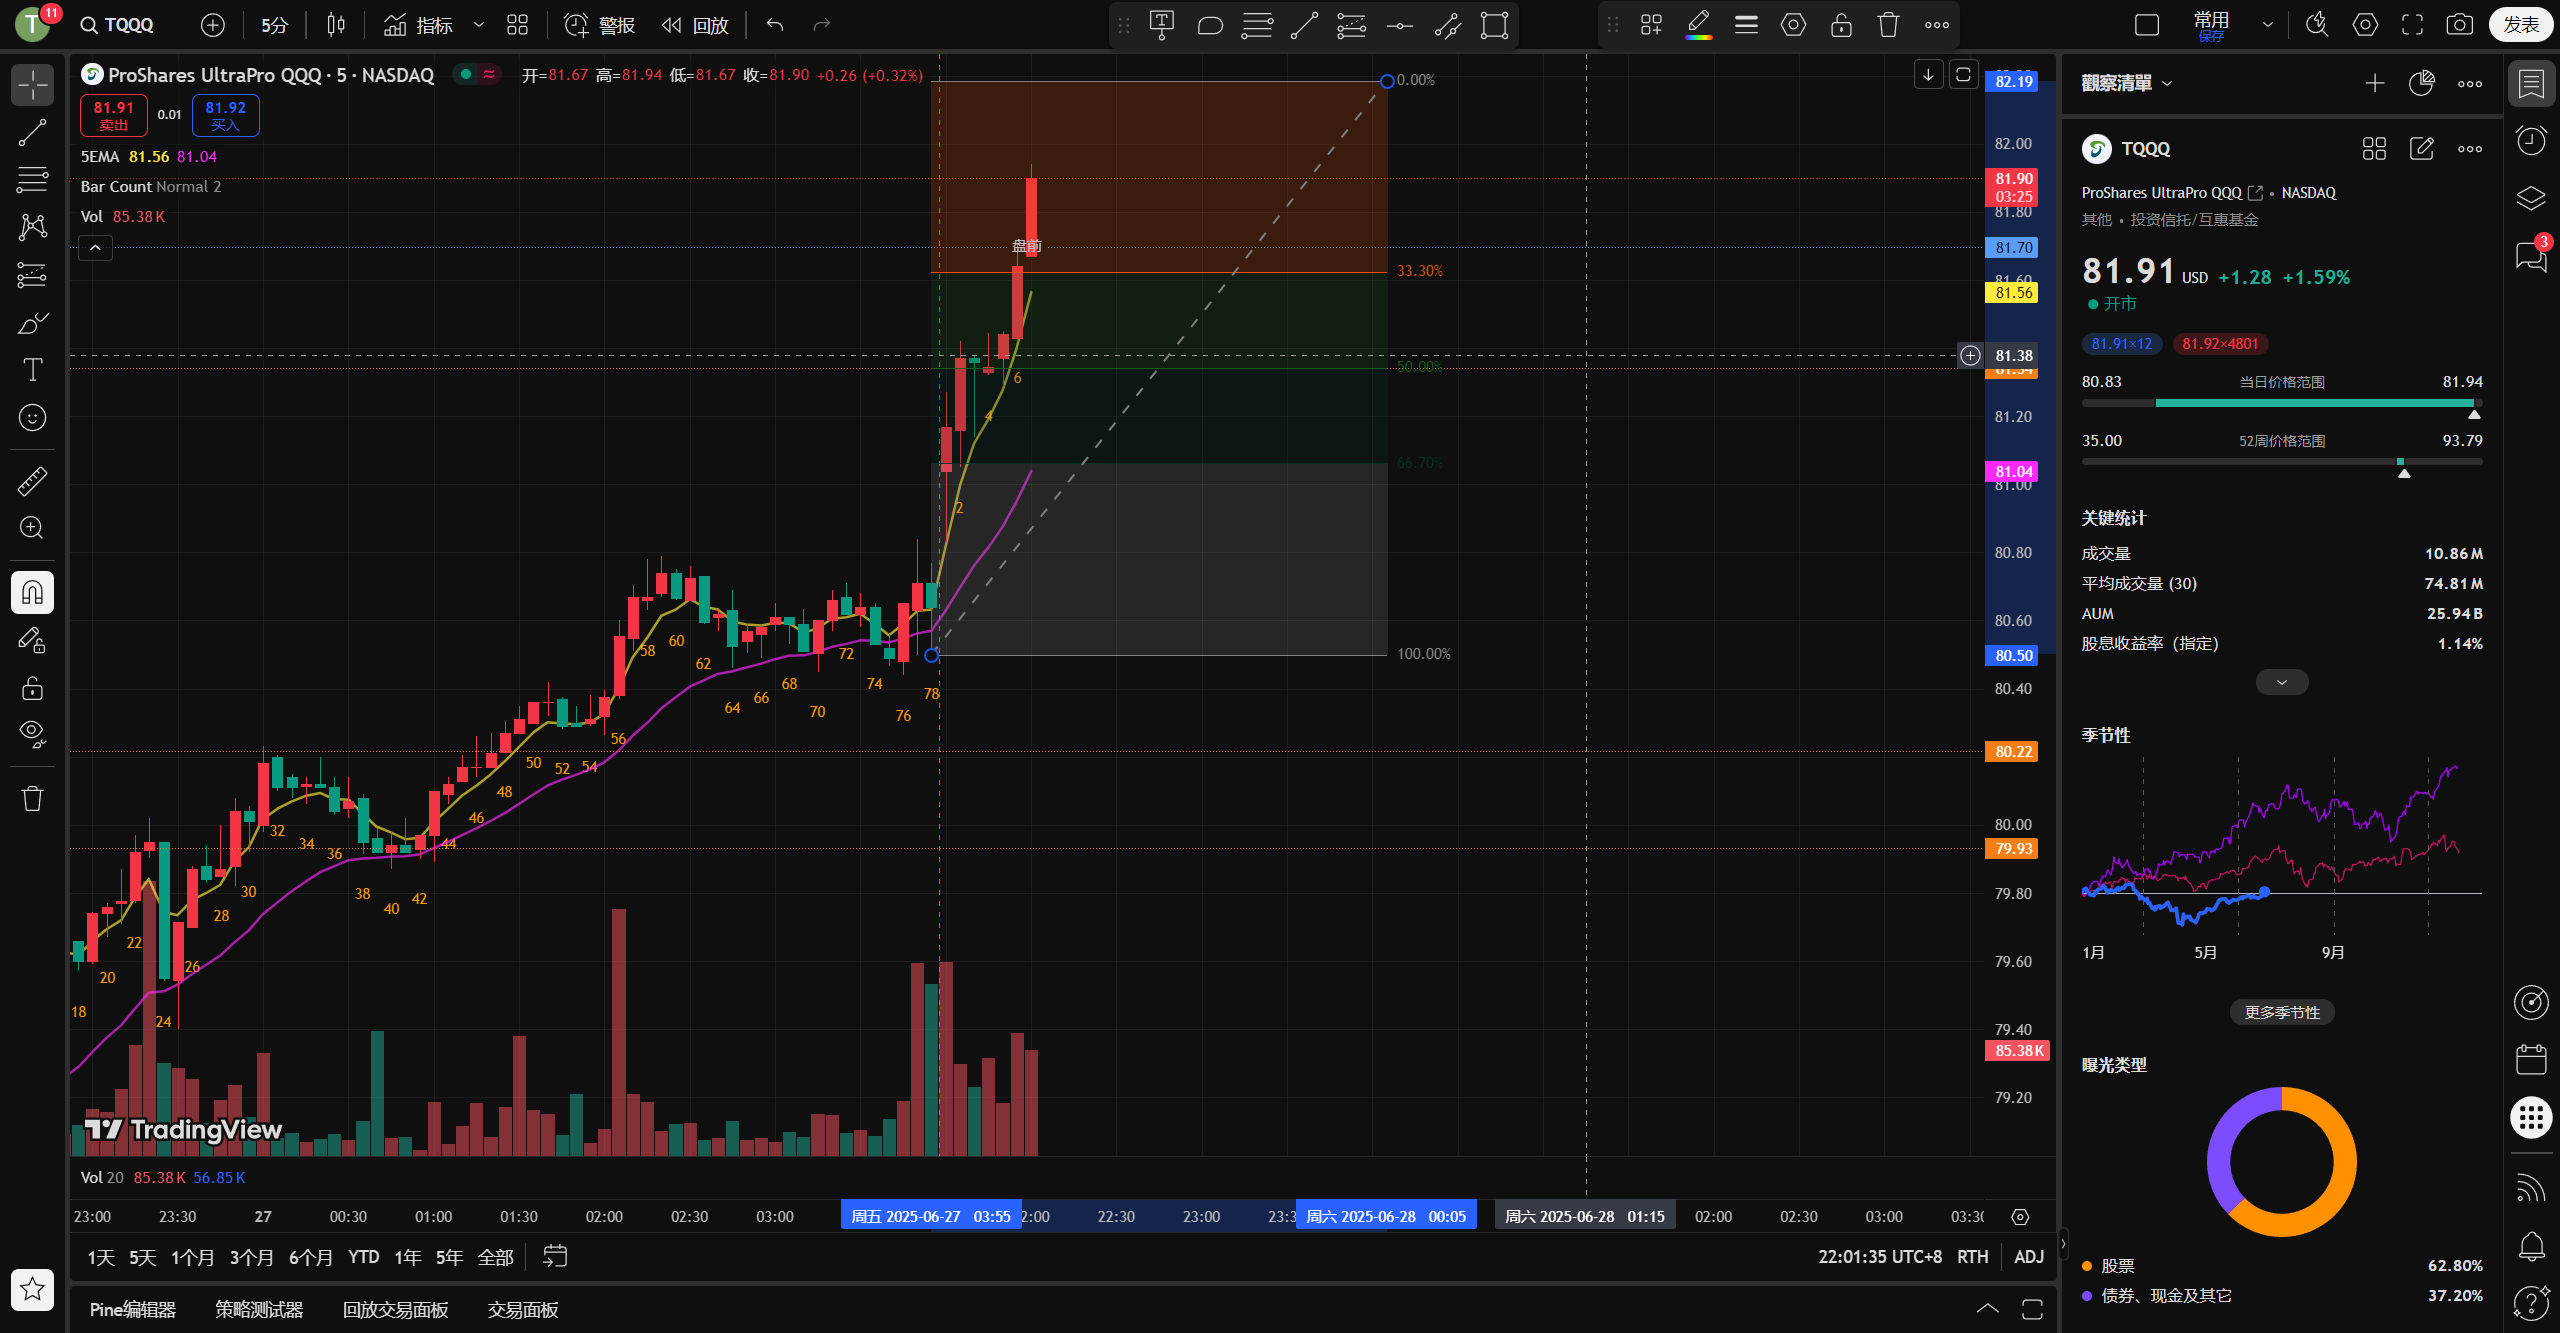 T 11 TQQQ 5分 指标 警报 回放 常用 保存 发表
ProShares UltraPro QQQ · 5 · NASDAQ 开=81.67 高=81.94 低=81.67 收=81.90 +0.26 (+0.32%)
81.91 卖出 0.01 81.92 买入
5EMA 81.56 81.04
Bar Count Normal 2
Vol 85.38 K
盘前
0.00%
33.30%
50.00%
66.70%
100.00%
18
20
22
24
26
28
30
32
34
36
38
40
42
44
46
48
50
52
54
56
58
60
62
64
66
68
70
72
74
76
78
2
4
6
82.19
82.00
81.90
03:25
81.80
81.70
81.60
81.56
81.38
81.34
81.20
81.04
81.00
80.80
80.60
80.50
80.40
80.22
80.00
79.93
79.80
79.60
79.40
85.38 K
79.20
TradingView
Vol 20 85.38 K 56.85 K
23:00 23:30 27 00:30 01:00 01:30 02:00 02:30 03:00 周五 2025-06-27 03:55 2:00 22:30 23:00 23:3 周六 2025-06-28 00:05 周六 2025-06-28 01:15 02:00 02:30 03:00 03:30
1天 5天 1个月 3个月 6个月 YTD 1年 5年 全部 22:01:35 UTC+8 RTH ADJ
Pine编辑器 策略测试器 回放交易面板 交易面板
觀察清單
TQQQ
ProShares UltraPro QQQ • NASDAQ
其他 • 投资信托/互惠基金
81.91 USD +1.28 +1.59%
开市
81.91×12 81.92×4801
80.83 当日价格范围 81.94
35.00 52周价格范围 93.79
关键统计
成交量 10.86 M
平均成交量 (30) 74.81 M
AUM 25.94 B
股息收益率（指定） 1.14%
季节性
1月 5月 9月
更多季节性
曝光类型
股票 62.80%
债券、现金及其它 37.20%
3